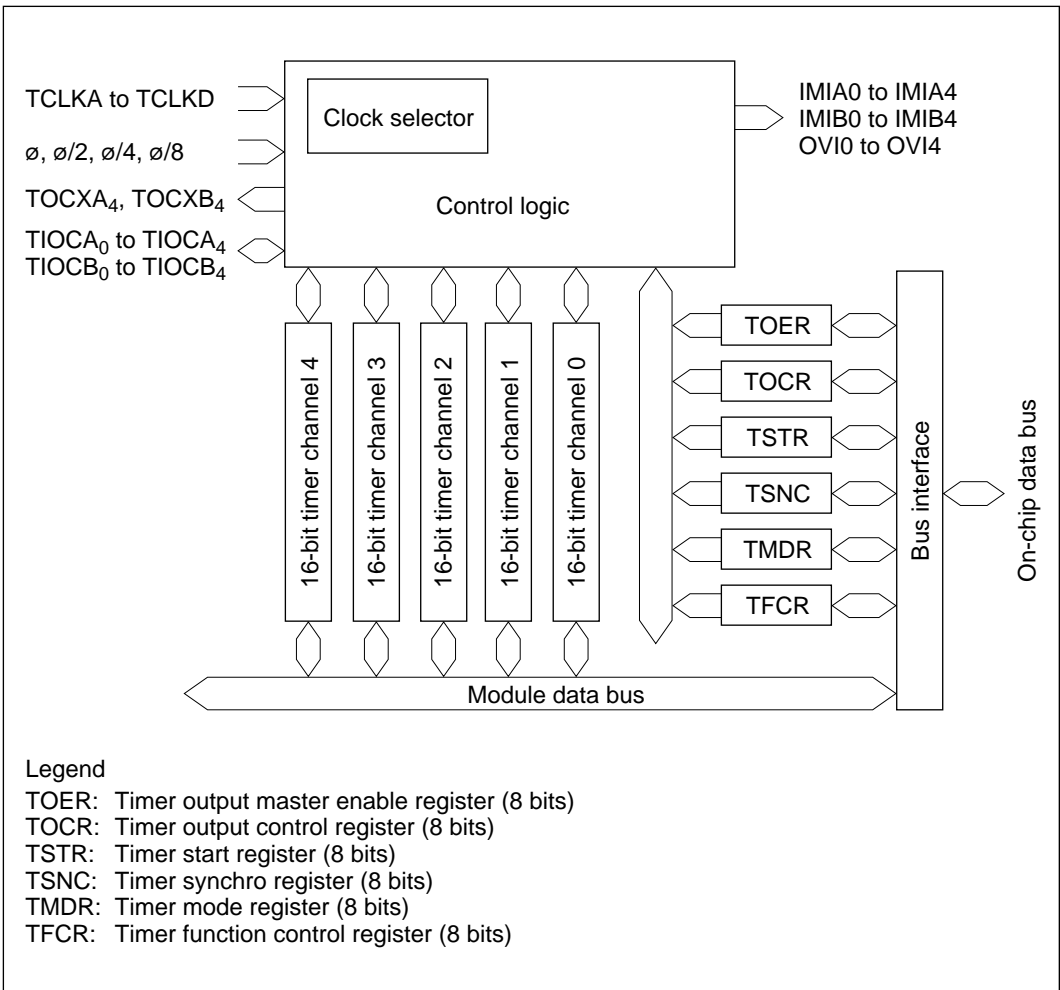 TCLKA to TCLKD
ø, ø/2, ø/4, ø/8
TOCXA4, TOCXB4
TIOCA0 to TIOCA4
TIOCB0 to TIOCB4
Clock selector
Control logic
IMIA0 to IMIA4
IMIB0 to IMIB4
OVI0 to OVI4
16-bit timer channel 4
16-bit timer channel 3
16-bit timer channel 2
16-bit timer channel 1
16-bit timer channel 0
TOER
TOCR
TSTR
TSNC
TMDR
TFCR
Bus interface
On-chip data bus
Module data bus
Legend
TOER: Timer output master enable register (8 bits)
TOCR: Timer output control register (8 bits)
TSTR: Timer start register (8 bits)
TSNC: Timer synchro register (8 bits)
TMDR: Timer mode register (8 bits)
TFCR: Timer function control register (8 bits)